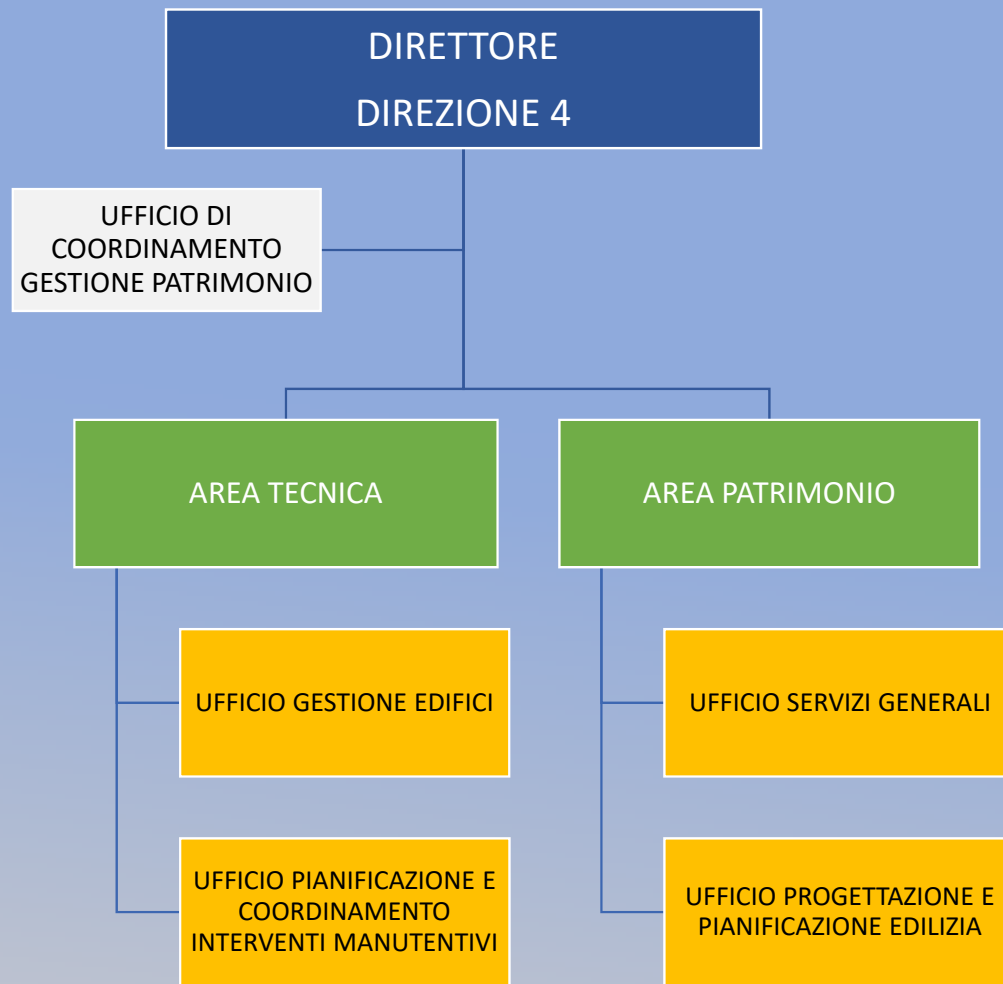 DIRETTORE
DIREZIONE 4
UFFICIO DI
COORDINAMENTO
GESTIONE PATRIMONIO
AREA TECNICA
AREA PATRIMONIO
UFFICIO GESTIONE EDIFICI
UFFICIO SERVIZI GENERALI
UFFICIO PIANIFICAZIONE E
COORDINAMENTO
INTERVENTI MANUTENTIVI
UFFICIO PROGETTAZIONE E
PIANIFICAZIONE EDILIZIA